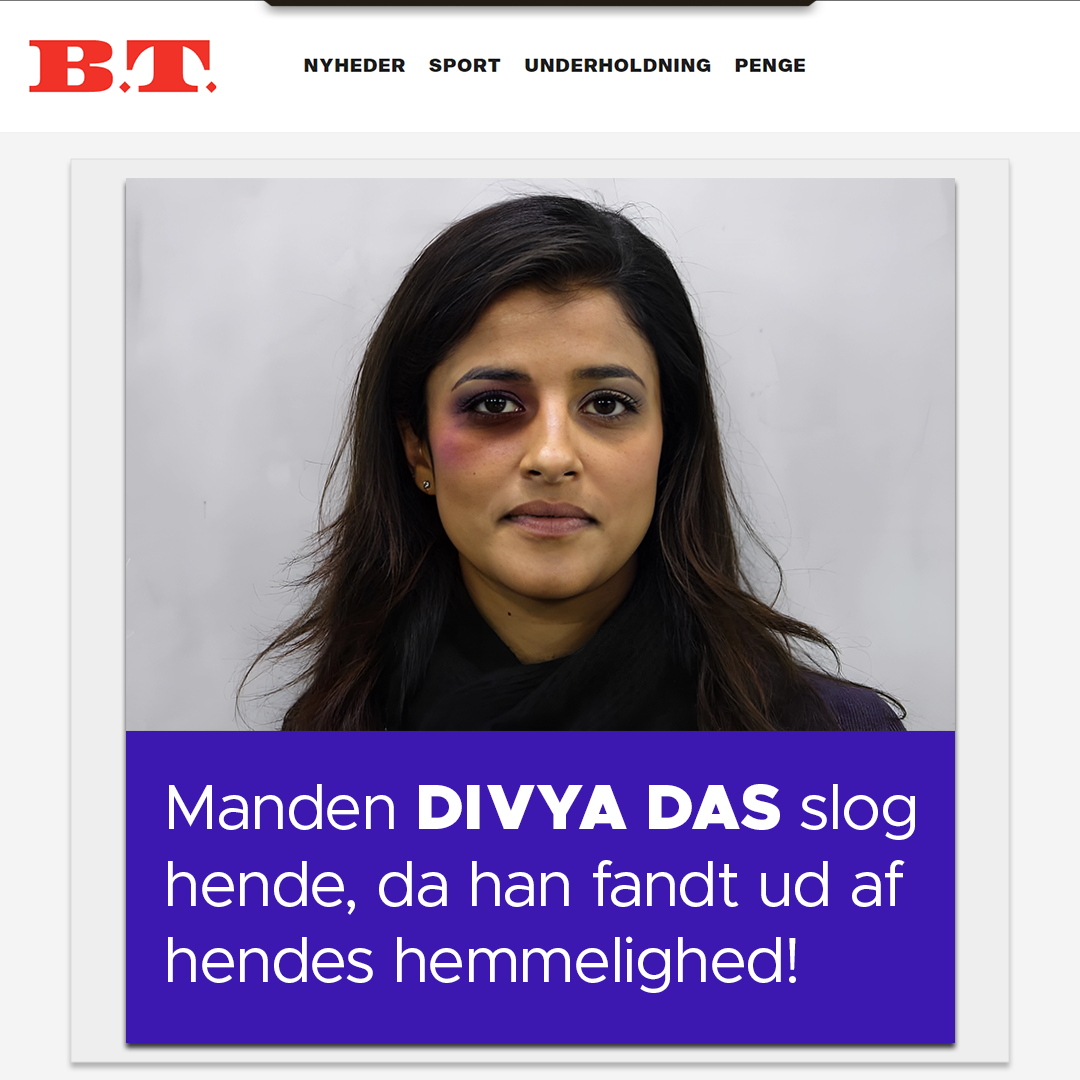 B.T.
NYHEDER SPORT UNDERHOLDNING PENGE
Manden DIVYA DAS slog
hende, da han fandt ud af
hendes hemmelighed!